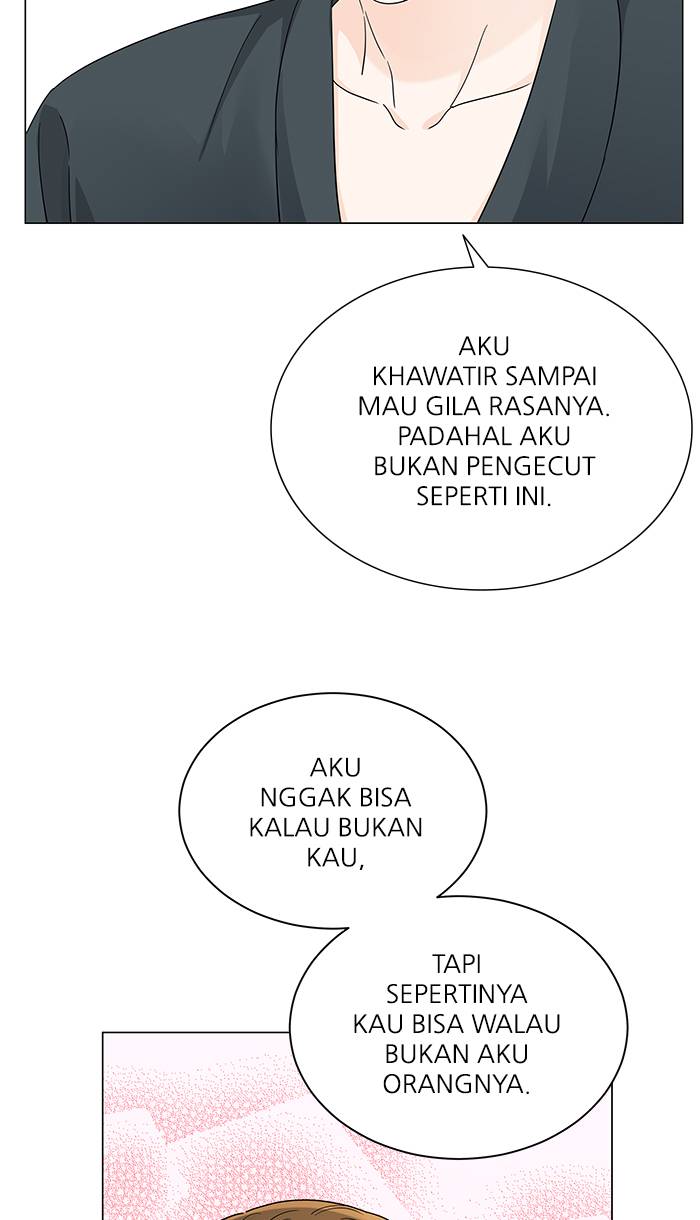 AKU
KHAWATIR SAMPAI
MAU GILA RASANYA.
PADAHAL AKU
BUKAN PENGECUT
SEPERTI INI.
AKU
NGGAK BISA
KALAU BUKAN
KAU,
TAPI
SEPERTINYA
KAU BISA WALAU
BUKAN AKU
ORANGNYA.